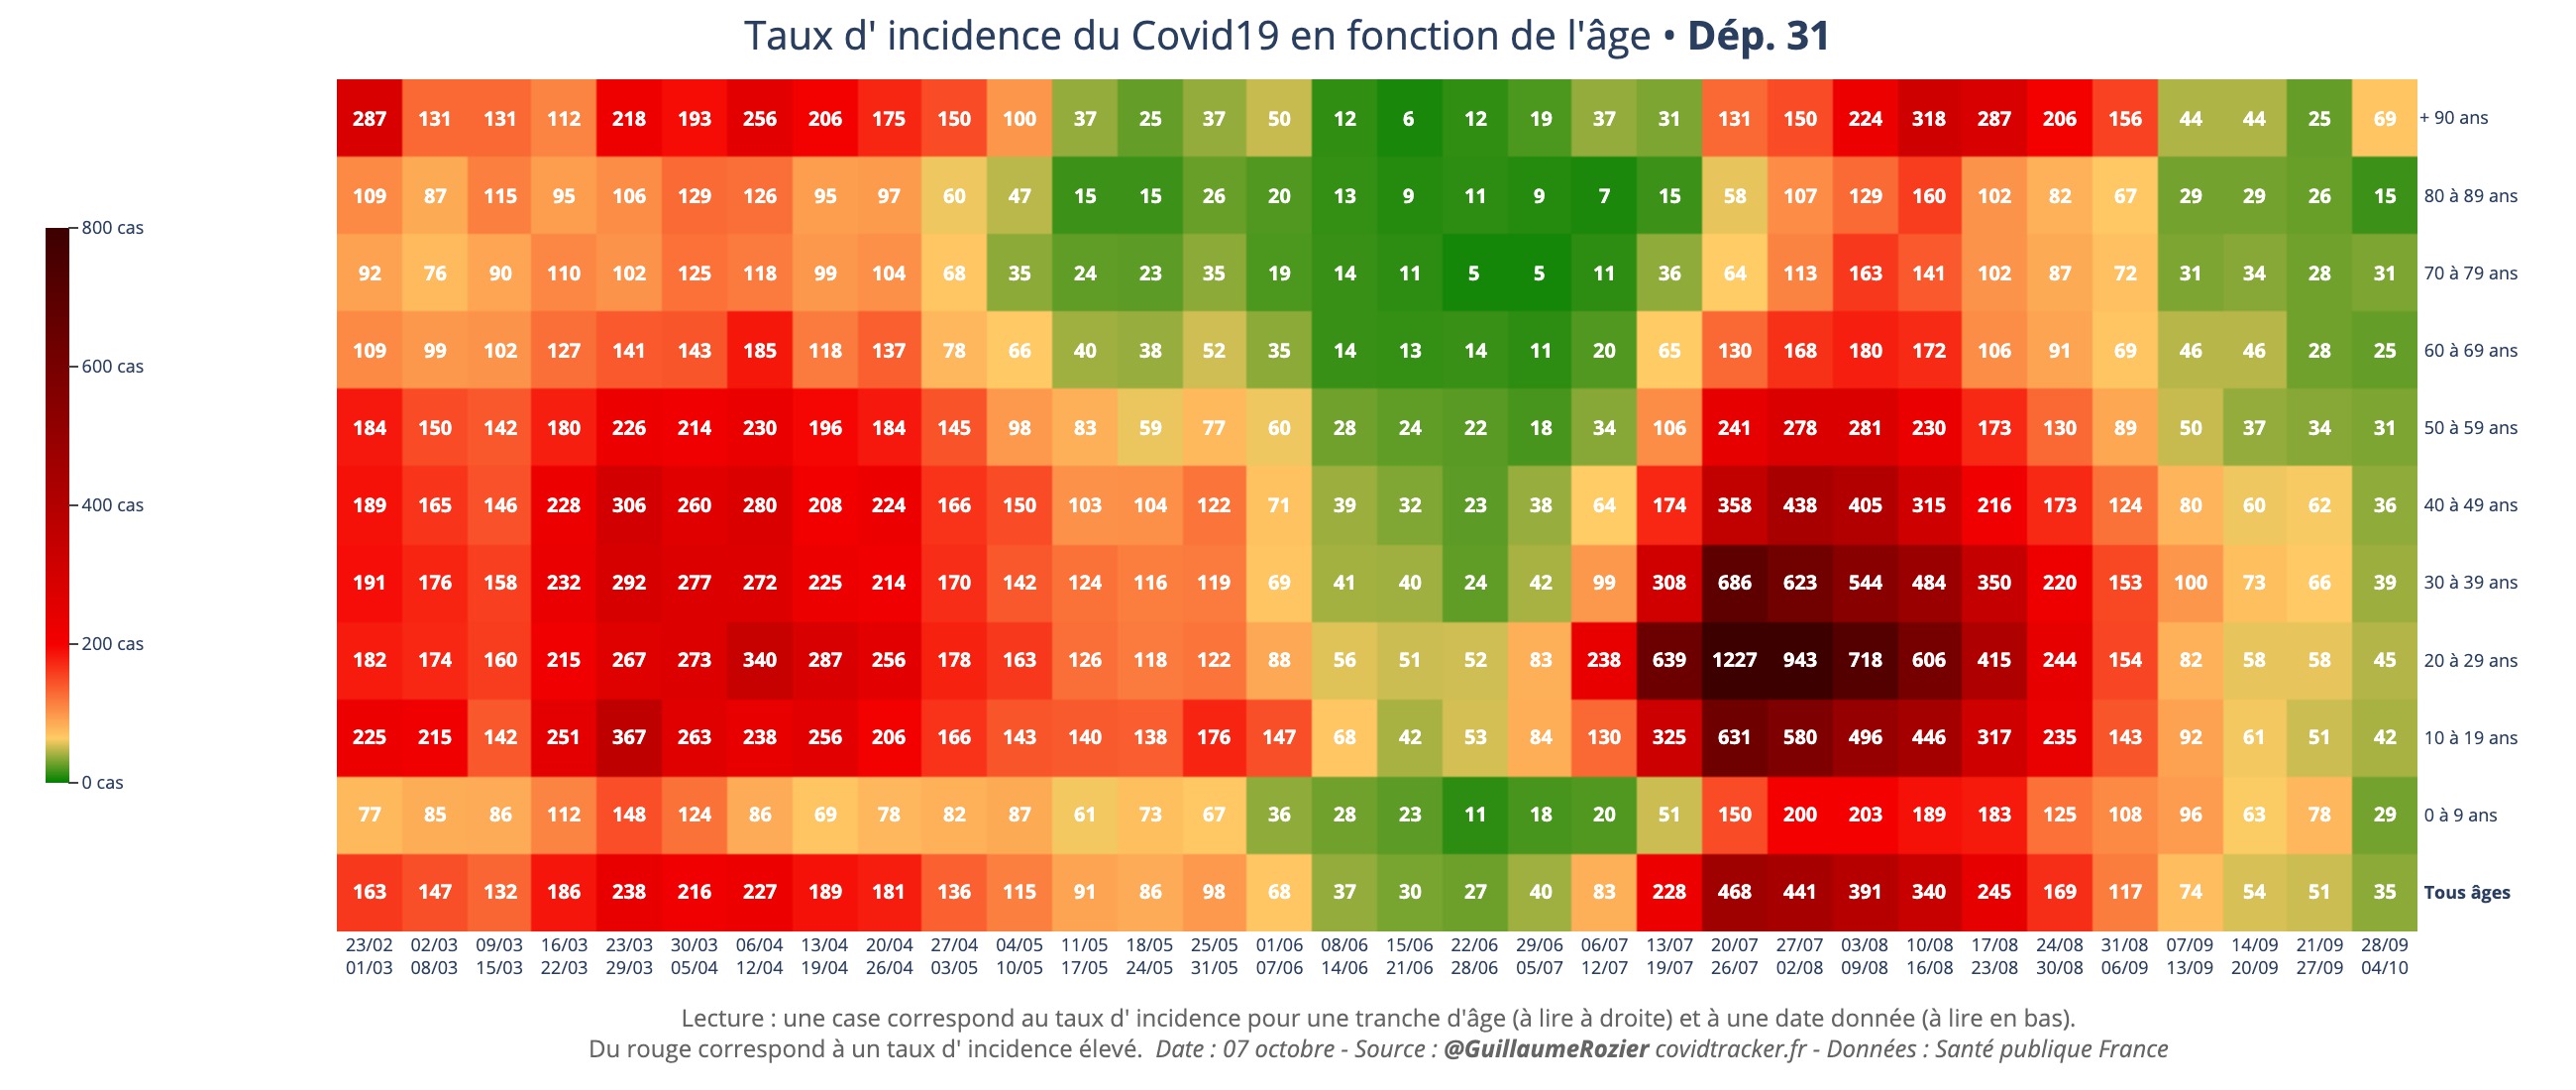 Taux d' incidence du Covid19 en fonction de l'âge • Dép. 31
800 cas
600 cas
400 cas
200 cas
0 cas
287 131 131 112 218 193 256 206 175 150 100 37 25 37 50 12 6 12 19 37 31 131 150 224 318 287 206 156 44 44 25 69 + 90 ans
109 87 115 95 106 129 126 95 97 60 47 15 15 26 20 13 9 11 9 7 15 58 107 129 160 102 82 67 29 29 26 15 80 à 89 ans
92 76 90 110 102 125 118 99 104 68 35 24 23 35 19 14 11 5 5 11 36 64 113 163 141 102 87 72 31 34 28 31 70 à 79 ans
109 99 102 127 141 143 185 118 137 78 66 40 38 52 35 14 13 14 11 20 65 130 168 180 172 106 91 69 46 46 28 25 60 à 69 ans
184 150 142 180 226 214 230 196 184 145 98 83 59 77 60 28 24 22 18 34 106 241 278 281 230 173 130 89 50 37 34 31 50 à 59 ans
189 165 146 228 306 260 280 208 224 166 150 103 104 122 71 39 32 23 38 64 174 358 438 405 315 216 173 124 80 60 62 36 40 à 49 ans
191 176 158 232 292 277 272 225 214 170 142 124 116 119 69 41 40 24 42 99 308 686 623 544 484 350 220 153 100 73 66 39 30 à 39 ans
182 174 160 215 267 273 340 287 256 178 163 126 118 122 88 56 51 52 83 238 639 1227 943 718 606 415 244 154 82 58 58 45 20 à 29 ans
225 215 142 251 367 263 238 256 206 166 143 140 138 176 147 68 42 53 84 130 325 631 580 496 446 317 235 143 92 61 51 42 10 à 19 ans
77 85 86 112 148 124 86 69 78 82 87 61 73 67 36 28 23 11 18 20 51 150 200 203 189 183 125 108 96 63 78 29 0 à 9 ans
163 147 132 186 238 216 227 189 181 136 115 91 86 98 68 37 30 27 40 83 228 468 441 391 340 245 169 117 74 54 51 35 Tous âges
23/02 02/03 09/03 16/03 23/03 30/03 06/04 13/04 20/04 27/04 04/05 11/05 18/05 25/05 01/06 08/06 15/06 22/06 29/06 06/07 13/07 20/07 27/07 03/08 10/08 17/08 24/08 31/08 07/09 14/09 21/09 28/09
01/03 08/03 15/03 22/03 29/03 05/04 12/04 19/04 26/04 03/05 10/05 17/05 24/05 31/05 07/06 14/06 21/06 28/06 05/07 12/07 19/07 26/07 02/08 09/08 16/08 23/08 30/08 06/09 13/09 20/09 27/09 04/10
Lecture : une case correspond au taux d' incidence pour une tranche d'âge (à lire à droite) et à une date donnée (à lire en bas).
Du rouge correspond à un taux d' incidence élevé. Date : 07 octobre - Source : @GuillaumeRozier covidtracker.fr - Données : Santé publique France